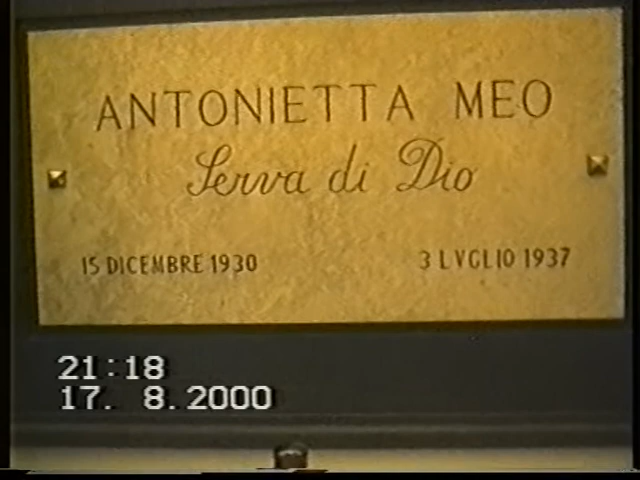 ANTONIETTA MEO
Serva di Dio
15 DICEMBRE 1930 3 LVGLIO 1937
21:18
17. 8.2000